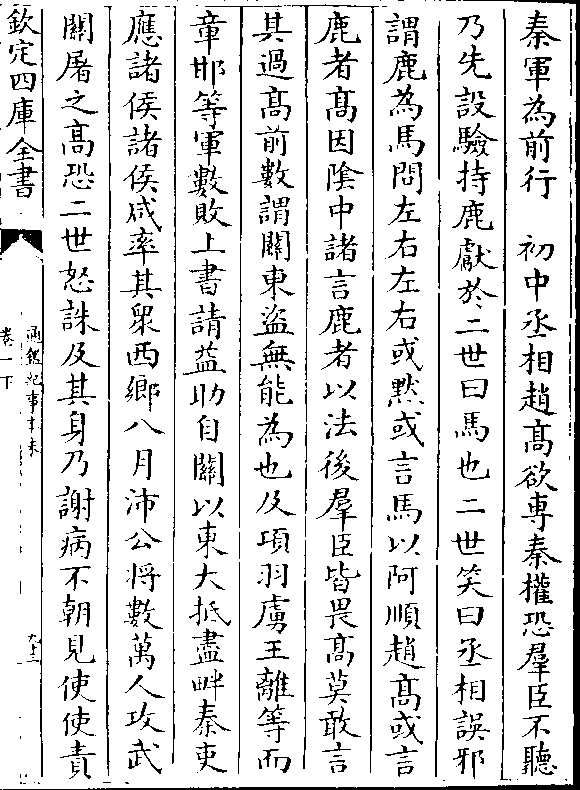 秦軍為前行　初中丞相趙髙欲專秦權恐羣臣不聽
乃先設驗持鹿獻於二世曰馬也二世笑曰丞相誤邪
謂鹿為馬問左右左右或黙或言馬以阿順趙髙或言
鹿者髙因陰中諸言鹿者以法後羣臣皆畏髙莫敢言
其過髙前數謂關東盗無能為也及項羽虜王離等而
章邯等軍數敗上書請益助自關以東大抵盡畔秦吏
應諸侯諸侯咸率其衆西鄉八月沛公將數萬人攻武
關屠之髙恐二世怒誅及其身乃謝病不朝見使使責
欽定四庫全書
通鑑紀事本末
卷一下